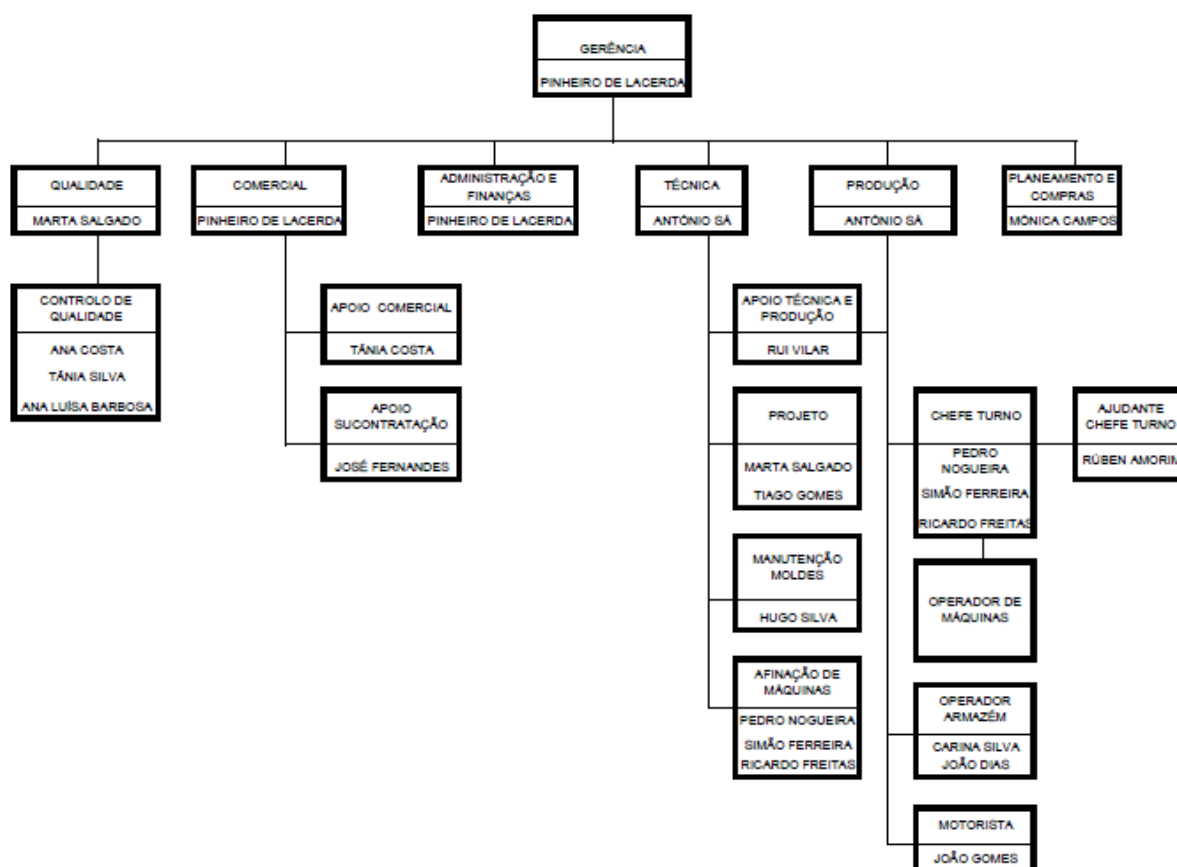 GERÊNCIA
PINHEIRO DE LACERDA
QUALIDADE
MARTA SALGADO
COMERCIAL
PINHEIRO DE LACERDA
ADMINISTRAÇÃO E
FINANÇAS
PINHEIRO DE LACERDA
TÉCNICA
ANTÓNIO SÁ
PRODUÇÃO
ANTÓNIO SÁ
PLANEAMENTO E
COMPRAS
MÓNICA CAMPOS
CONTROLO DE
QUALIDADE
ANA COSTA
TÂNIA SILVA
ANA LUÍSA BARBOSA
APOIO COMERCIAL
TÂNIA COSTA
APOIO
SUCONTRATAÇÃO
JOSÉ FERNANDES
APOIO TÉCNICA E
PRODUÇÃO
RUI VILAR
PROJETO
MARTA SALGADO
TIAGO GOMES
MANUTENÇÃO
MOLDES
HUGO SILVA
AFINAÇÃO DE
MÁQUINAS
PEDRO NOGUEIRA
SIMÃO FERREIRA
RICARDO FREITAS
CHEFE TURNO
PEDRO
NOGUEIRA
SIMÃO FERREIRA
RICARDO FREITAS
AJUDANTE
CHEFE TURNO
RÚBEN AMORIM
OPERADOR DE
MÁQUINAS
OPERADOR
ARMAZÉM
CARINA SILVA
JOÃO DIAS
MOTORISTA
JOÃO GOMES